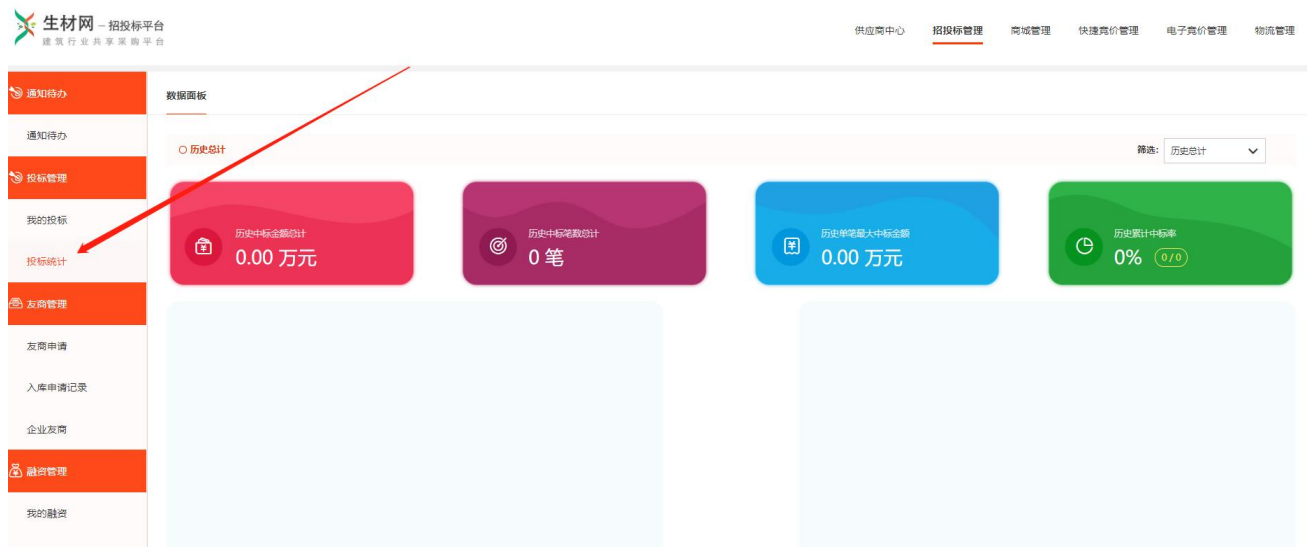 生材网 – 招投标平台
建筑行业共享采购平台
供应商中心 招投标管理 商城管理 快捷竞价管理 电子竞价管理 物流管理
通知待办
数据面板
通知待办
历史总计
筛选: 历史总计
投标管理
我的投标
历史中标金额总计
0.00 万元
历史中标笔数总计
0 笔
历史单笔最大中标金额
0.00 万元
历史累计中标率
0% (0/0)
投标统计
友商管理
友商申请
入库申请记录
企业友商
融资管理
我的融资